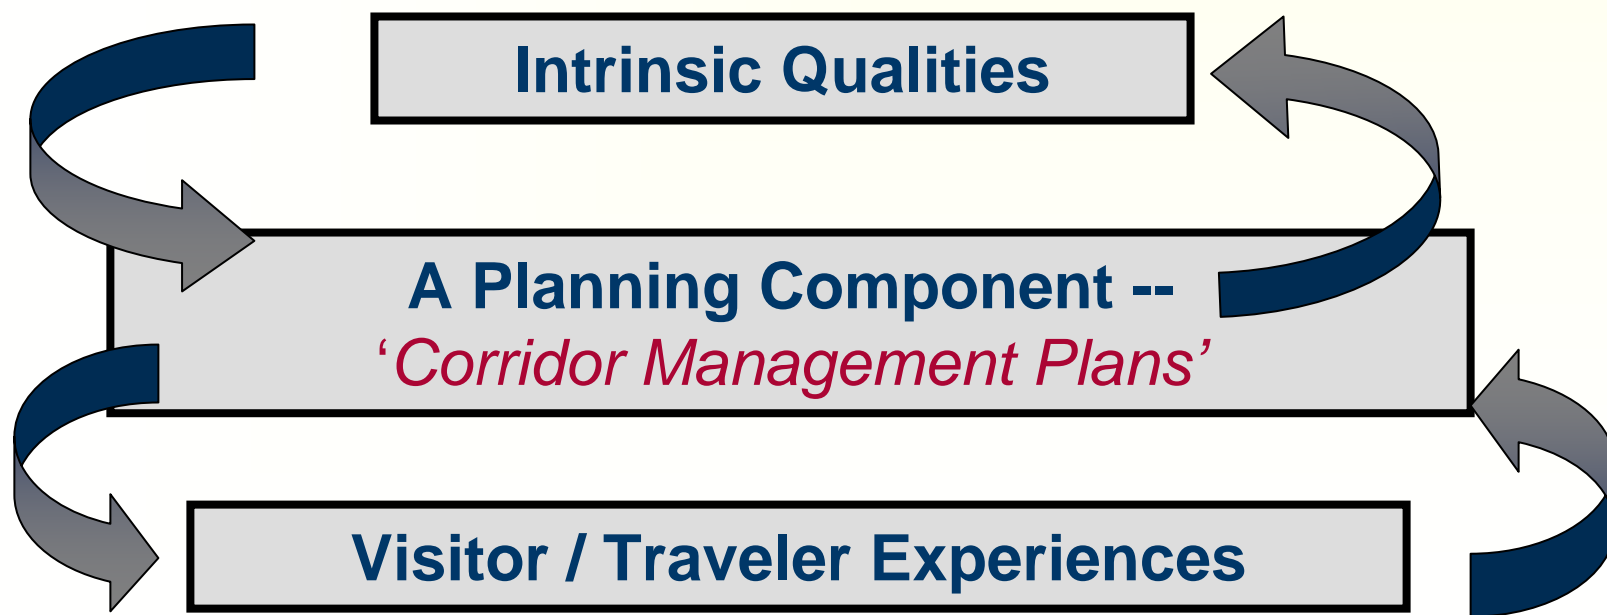 Intrinsic Qualities
A Planning Component --
‘Corridor Management Plans’
Visitor / Traveler Experiences